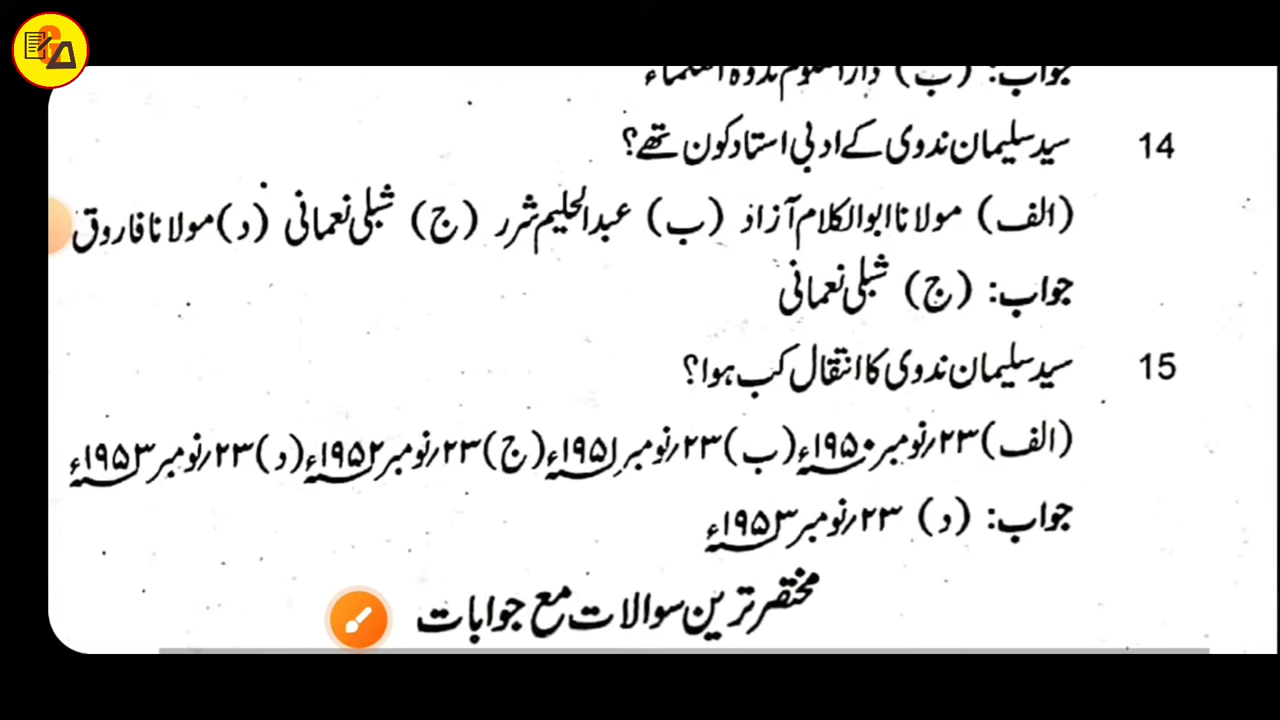 جواب: (ب) دارالعلوم ندوۃ العلماء
14 سید سلیمان ندوی کے ادبی استاد کون تھے؟
(الف) مولانا ابوالکلام آزاد (ب) عبدالحلیم شرر (ج) شبلی نعمانی (د) مولانا فاروق
جواب: (ج) شبلی نعمانی
15 سید سلیمان ندوی کا انتقال کب ہوا؟
(الف) ۲۳؍نومبر ۱۹۵۰ء (ب) ۲۳؍نومبر ۱۹۵۱ء (ج) ۲۳؍نومبر ۱۹۵۲ء (د) ۲۳؍نومبر ۱۹۵۳ء
جواب: (د) ۲۳؍نومبر ۱۹۵۳ء
مختصر ترین سوالات مع جوابات